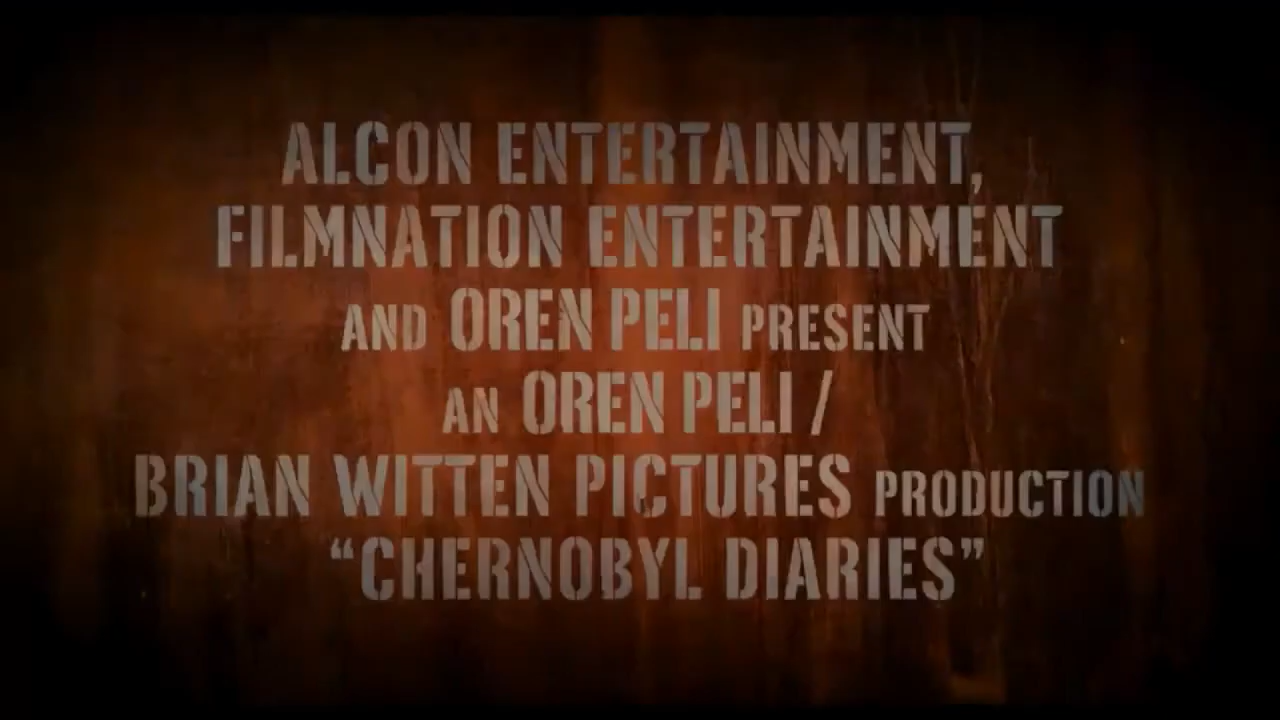 ALCON ENTERTAINMENT,
FILMNATION ENTERTAINMENT
AND OREN PELI PRESENT
AN OREN PELI /
BRIAN WITTEN PICTURES PRODUCTION
“CHERNOBYL DIARIES”